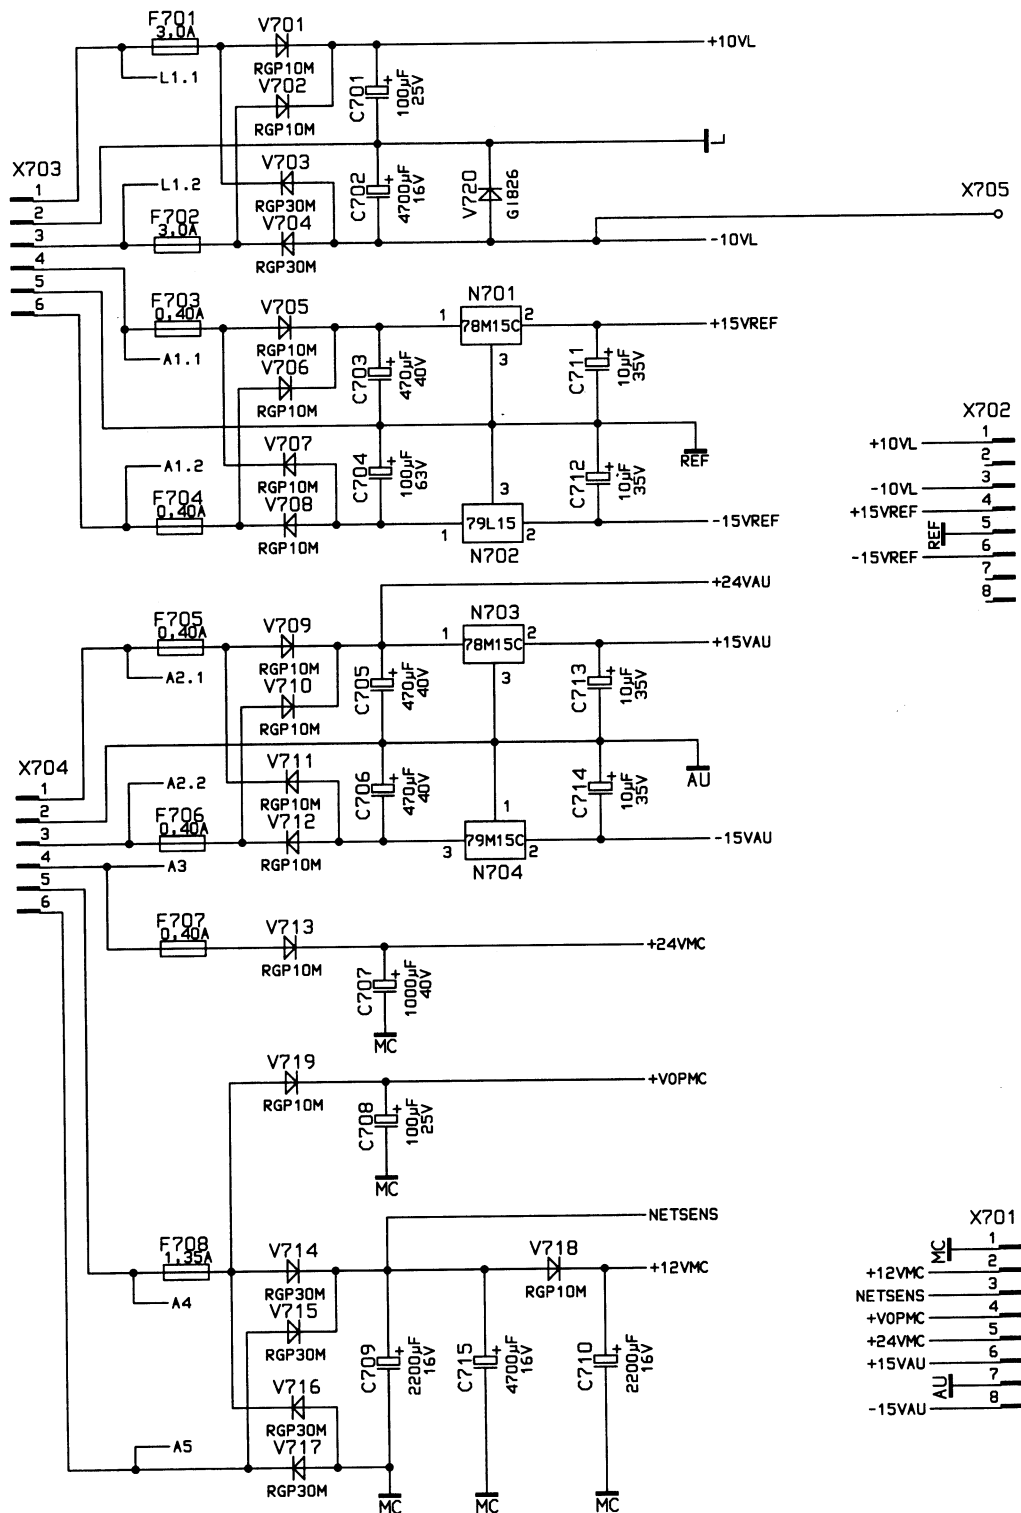 F701
3,0A
V701
+10VL
L1.1
RGP10M
V702
C701
+
100µF
25V
RGP10M
L
X703
V703
1
L1.2
C702
+
4700µF
16V
V720
GI826
X705
2
RGP30M
F702
V704
3
3,0A
-10VL
RGP30M
4
5
F703
N701
6
0,40A
V705
1
78M15C
2
+15VREF
A1.1
RGP10M
3
V706
C703
+
470µF
40V
C711
+
10µF
35V
RGP10M
X702
1
+10VL
V707
REF
2
A1.2
C704
+
100µF
63V
C712
+
10µF
35V
3
-10VL
RGP10M
3
F704
V708
4
+15VREF
0,40A
79L15
-15VREF
5
REF
1
2
RGP10M
N702
6
-15VREF
7
+24VAU
8
F705
N703
0,40A
V709
1
78M15C
2
+15VAU
A2.1
RGP10M
3
V710
C705
+
470µF
40V
C713
+
10µF
35V
RGP10M
X704
V711
AU
1
A2.2
C706
+
470µF
40V
C714
+
10µF
35V
2
RGP10M
1
F706
V712
3
0,40A
79M15C
-15VAU
3
2
4
A3
RGP10M
N704
5
6
F707
V713
0,40A
+24VMC
RGP10M
C707
+
1000µF
40V
MC
V719
+VOPMC
RGP10M
C708
+
100µF
25V
MC
NETSENS
X701
F708
V714
V718
1
MC
1,35A
+12VMC
2
+12VMC
RGP30M
RGP10M
3
NETSENS
A4
V715
4
+VOPMC
RGP30M
5
+24VMC
C709
+
2200µF
16V
C715
+
4700µF
16V
C710
+
2200µF
16V
6
+15VAU
V716
7
AU
8
-15VAU
RGP30M
A5
V717
RGP30M
MC
MC
MC